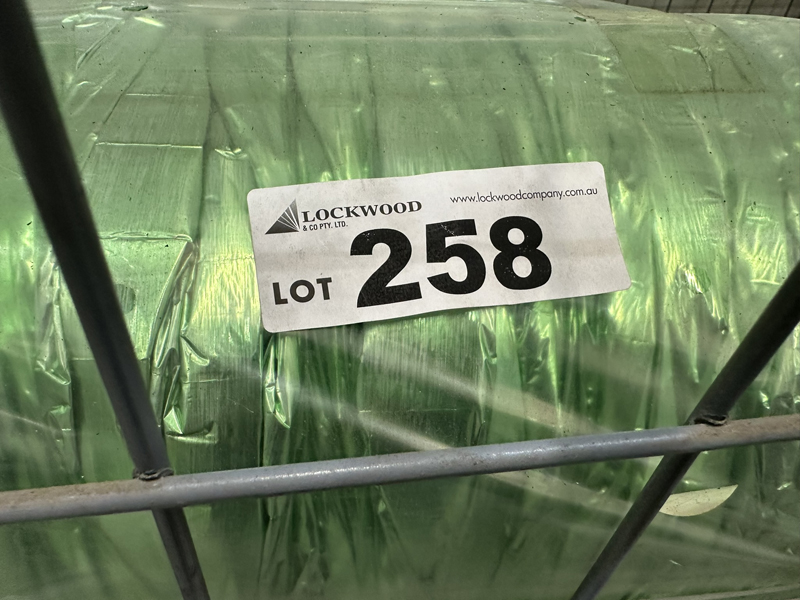 LOCKWOOD
& CO PTY. LTD.
www.lockwoodcompany.com.au
LOT 258